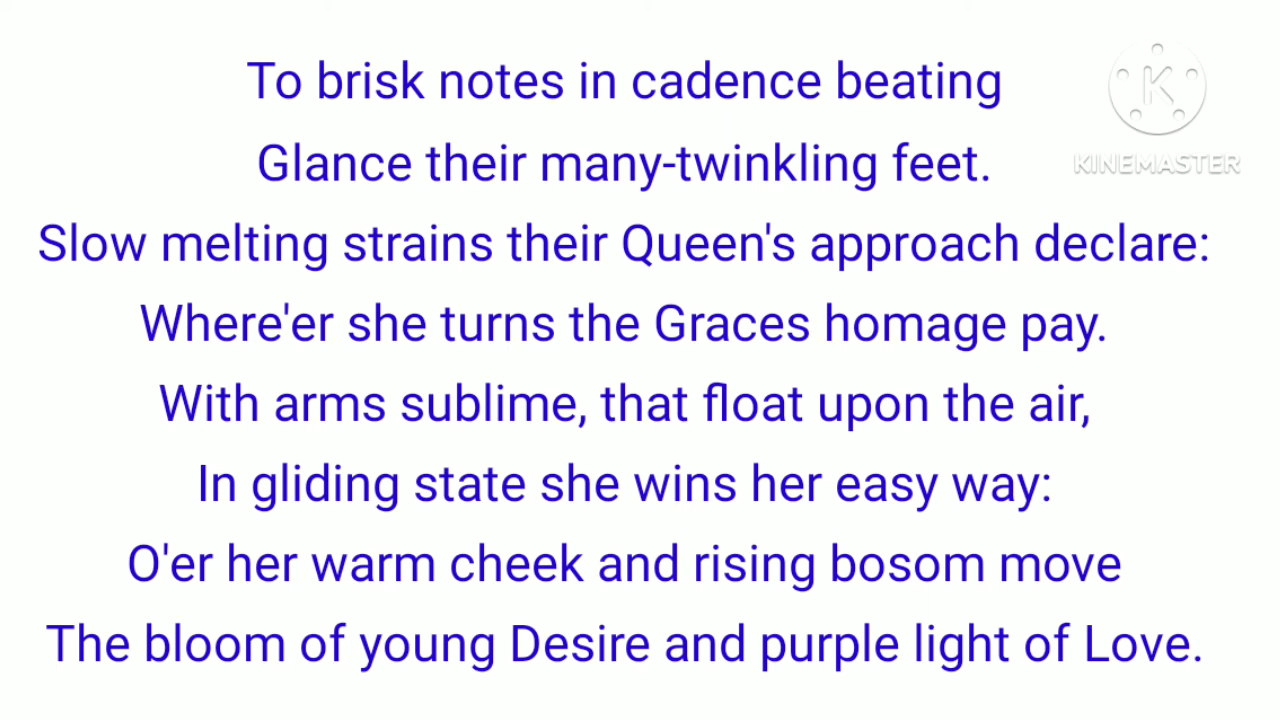 To brisk notes in cadence beating
Glance their many-twinkling feet.
Slow melting strains their Queen's approach declare:
Where'er she turns the Graces homage pay.
With arms sublime, that float upon the air,
In gliding state she wins her easy way:
O'er her warm cheek and rising bosom move
The bloom of young Desire and purple light of Love.
K
KINEMASTER